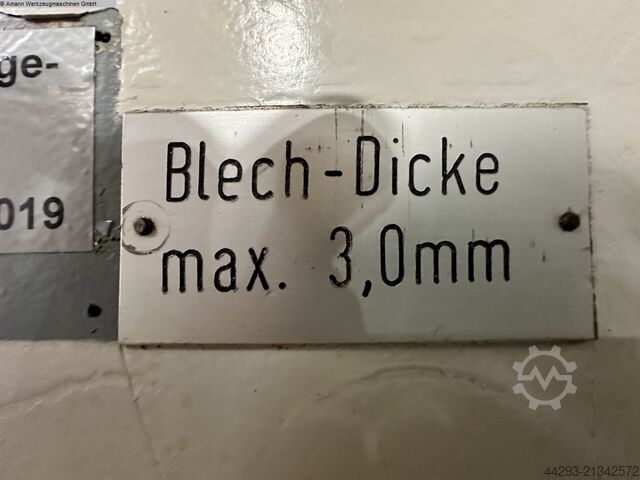 © Amann Werkzeugmaschinen GmbH
ge-
019
Blech-Dicke
max. 3,0mm
44293-21342572